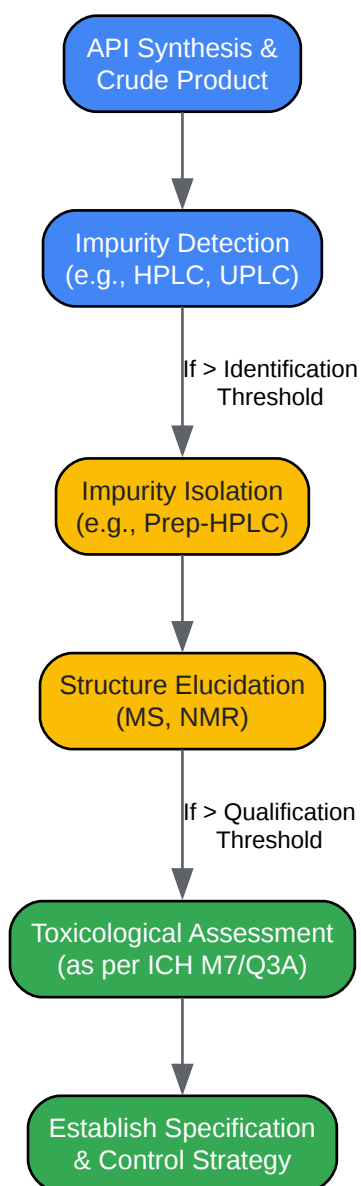 API Synthesis &
Crude Product
Impurity Detection
(e.g., HPLC, UPLC)
If > Identification
Threshold
Impurity Isolation
(e.g., Prep-HPLC)
Structure Elucidation
(MS, NMR)
If > Qualification
Threshold
Toxicological Assessment
(as per ICH M7/Q3A)
Establish Specification
& Control Strategy